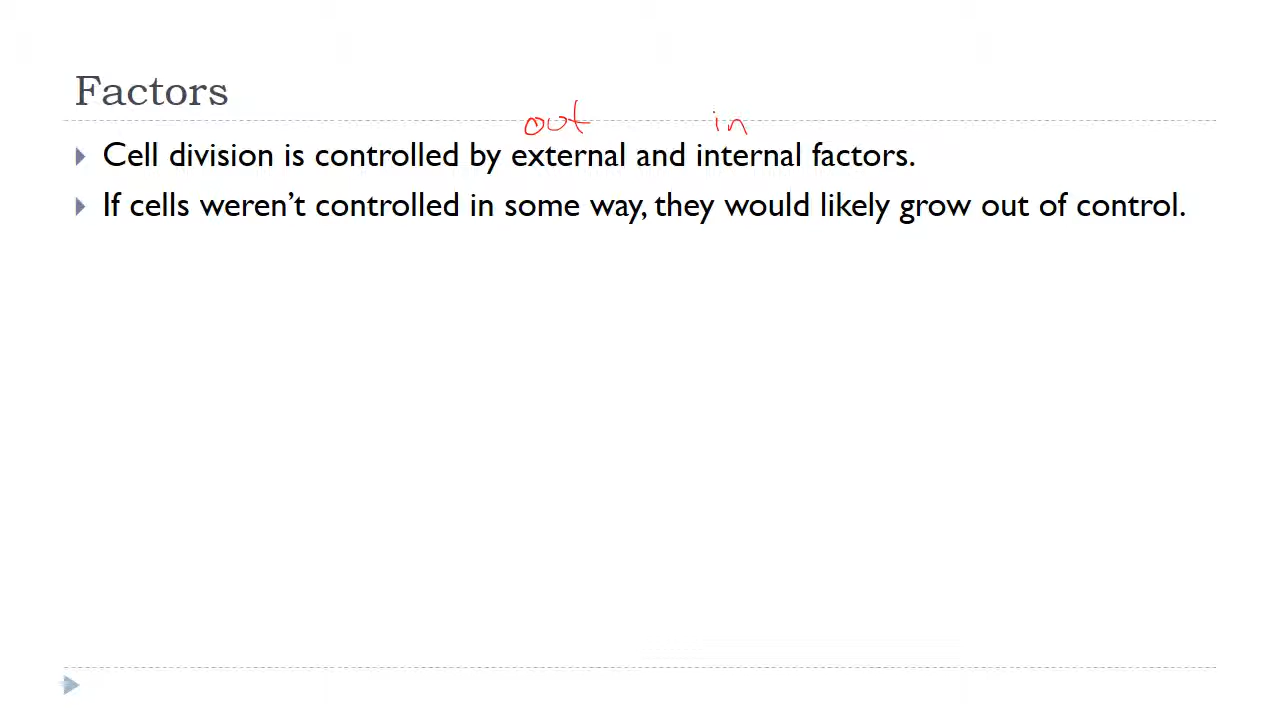 Factors
out in
Cell division is controlled by external and internal factors.
If cells weren’t controlled in some way, they would likely grow out of control.